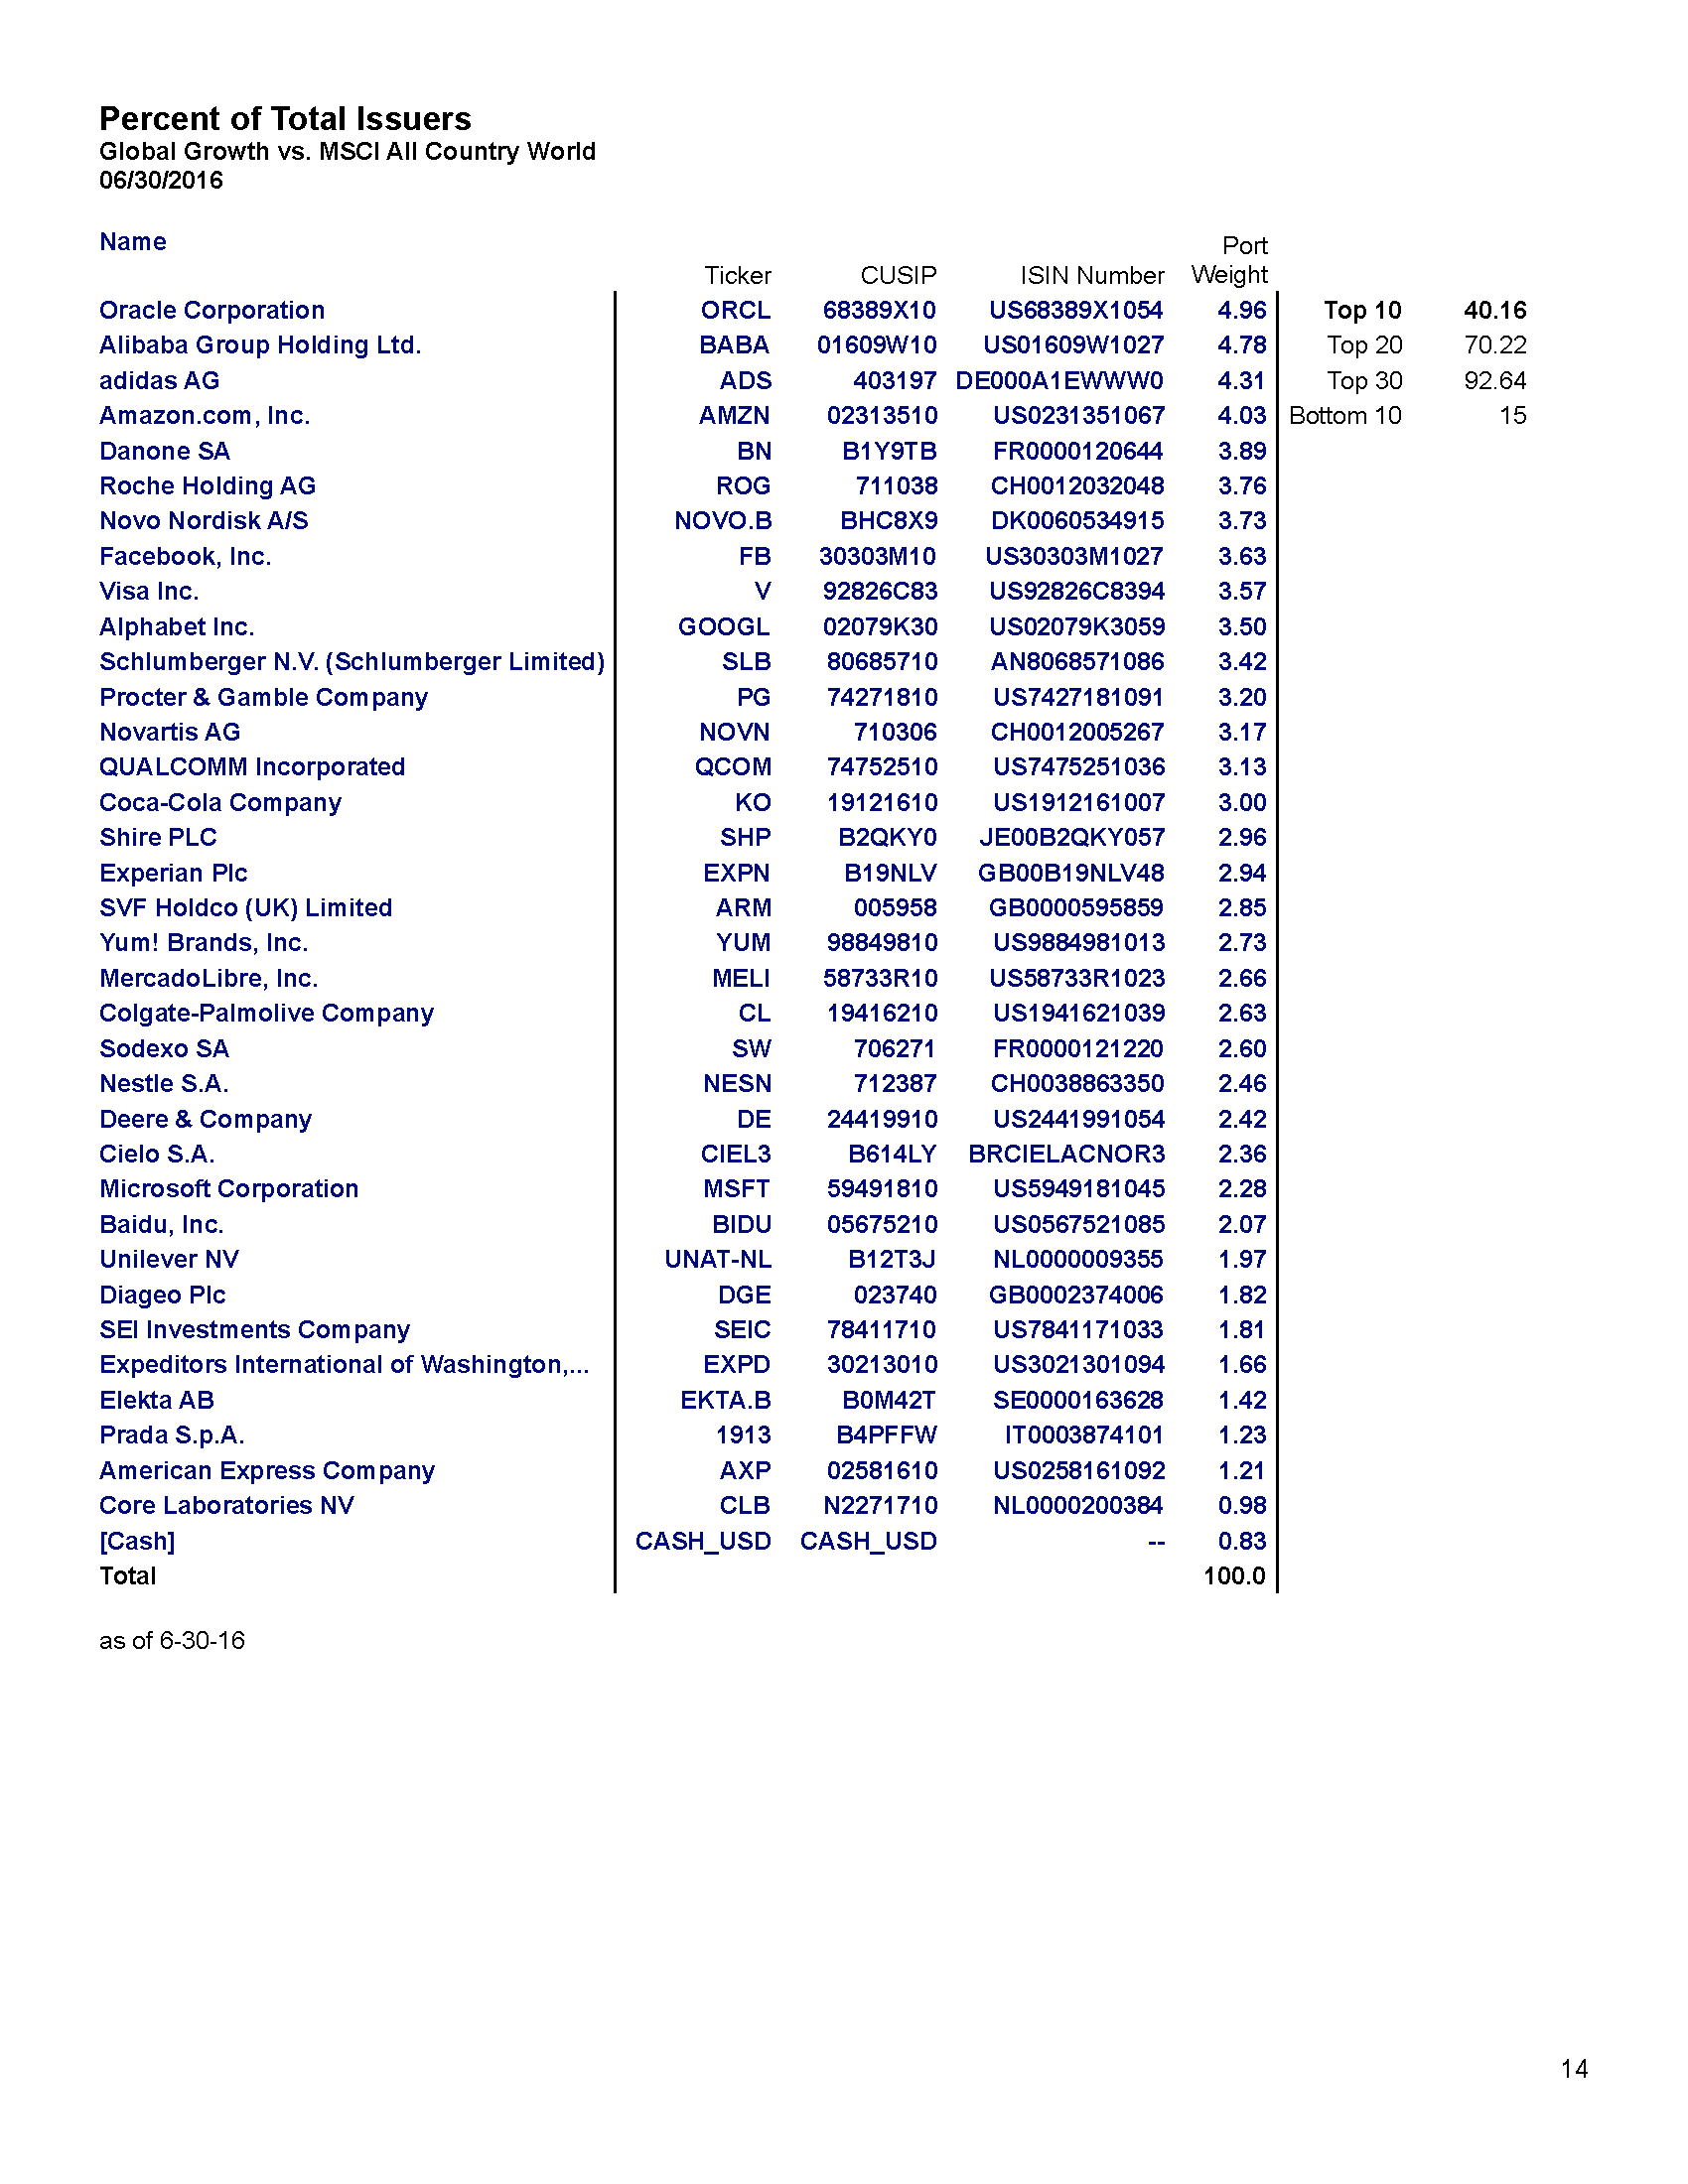 Percent of Total Issuers
Global Growth vs. MSCI All Country World
06/30/2016
Name Port
Ticker CUSIP ISIN Number Weight
Oracle Corporation ORCL 68389X10 US68389X1054 4.96 Top 10 40.16
Alibaba Group Holding Ltd. BABA 01609W10 US01609W1027 4.78 Top 20 70.22
adidas AG ADS 403197 DE000A1EWWW0 4.31 Top 30 92.64
Amazon.com, Inc. AMZN 02313510 US0231351067 4.03 Bottom 10 15
Danone SA BN B1Y9TB FR0000120644 3.89
Roche Holding AG ROG 711038 CH0012032048 3.76
Novo Nordisk A/S NOVO.B BHC8X9 DK0060534915 3.73
Facebook, Inc. FB 30303M10 US30303M1027 3.63
Visa Inc. V 92826C83 US92826C8394 3.57
Alphabet Inc. GOOGL 02079K30 US02079K3059 3.50
Schlumberger N.V. (Schlumberger Limited) SLB 80685710 AN8068571086 3.42
Procter & Gamble Company PG 74271810 US7427181091 3.20
Novartis AG NOVN 710306 CH0012005267 3.17
QUALCOMM Incorporated QCOM 74752510 US7475251036 3.13
Coca-Cola Company KO 19121610 US1912161007 3.00
Shire PLC SHP B2QKY0 JE00B2QKY057 2.96
Experian Plc EXPN B19NLV GB00B19NLV48 2.94
SVF Holdco (UK) Limited ARM 005958 GB0000595859 2.85
Yum! Brands, Inc. YUM 98849810 US9884981013 2.73
MercadoLibre, Inc. MELI 58733R10 US58733R1023 2.66
Colgate-Palmolive Company CL 19416210 US1941621039 2.63
Sodexo SA SW 706271 FR0000121220 2.60
Nestle S.A. NESN 712387 CH0038863350 2.46
Deere & Company DE 24419910 US2441991054 2.42
Cielo S.A. CIEL3 B614LY BRCIELACNOR3 2.36
Microsoft Corporation MSFT 59491810 US5949181045 2.28
Baidu, Inc. BIDU 05675210 US0567521085 2.07
Unilever NV UNAT-NL B12T3J NL0000009355 1.97
Diageo Plc DGE 023740 GB0002374006 1.82
SEI Investments Company SEIC 78411710 US7841171033 1.81
Expeditors International of Washington,... EXPD 30213010 US3021301094 1.66
Elekta AB EKTA.B B0M42T SE0000163628 1.42
Prada S.p.A. 1913 B4PFFW IT0003874101 1.23
American Express Company AXP 02581610 US0258161092 1.21
Core Laboratories NV CLB N2271710 NL0000200384 0.98
[Cash] CASH_USD CASH_USD -- 0.83
Total 100.0
as of 6-30-16
14